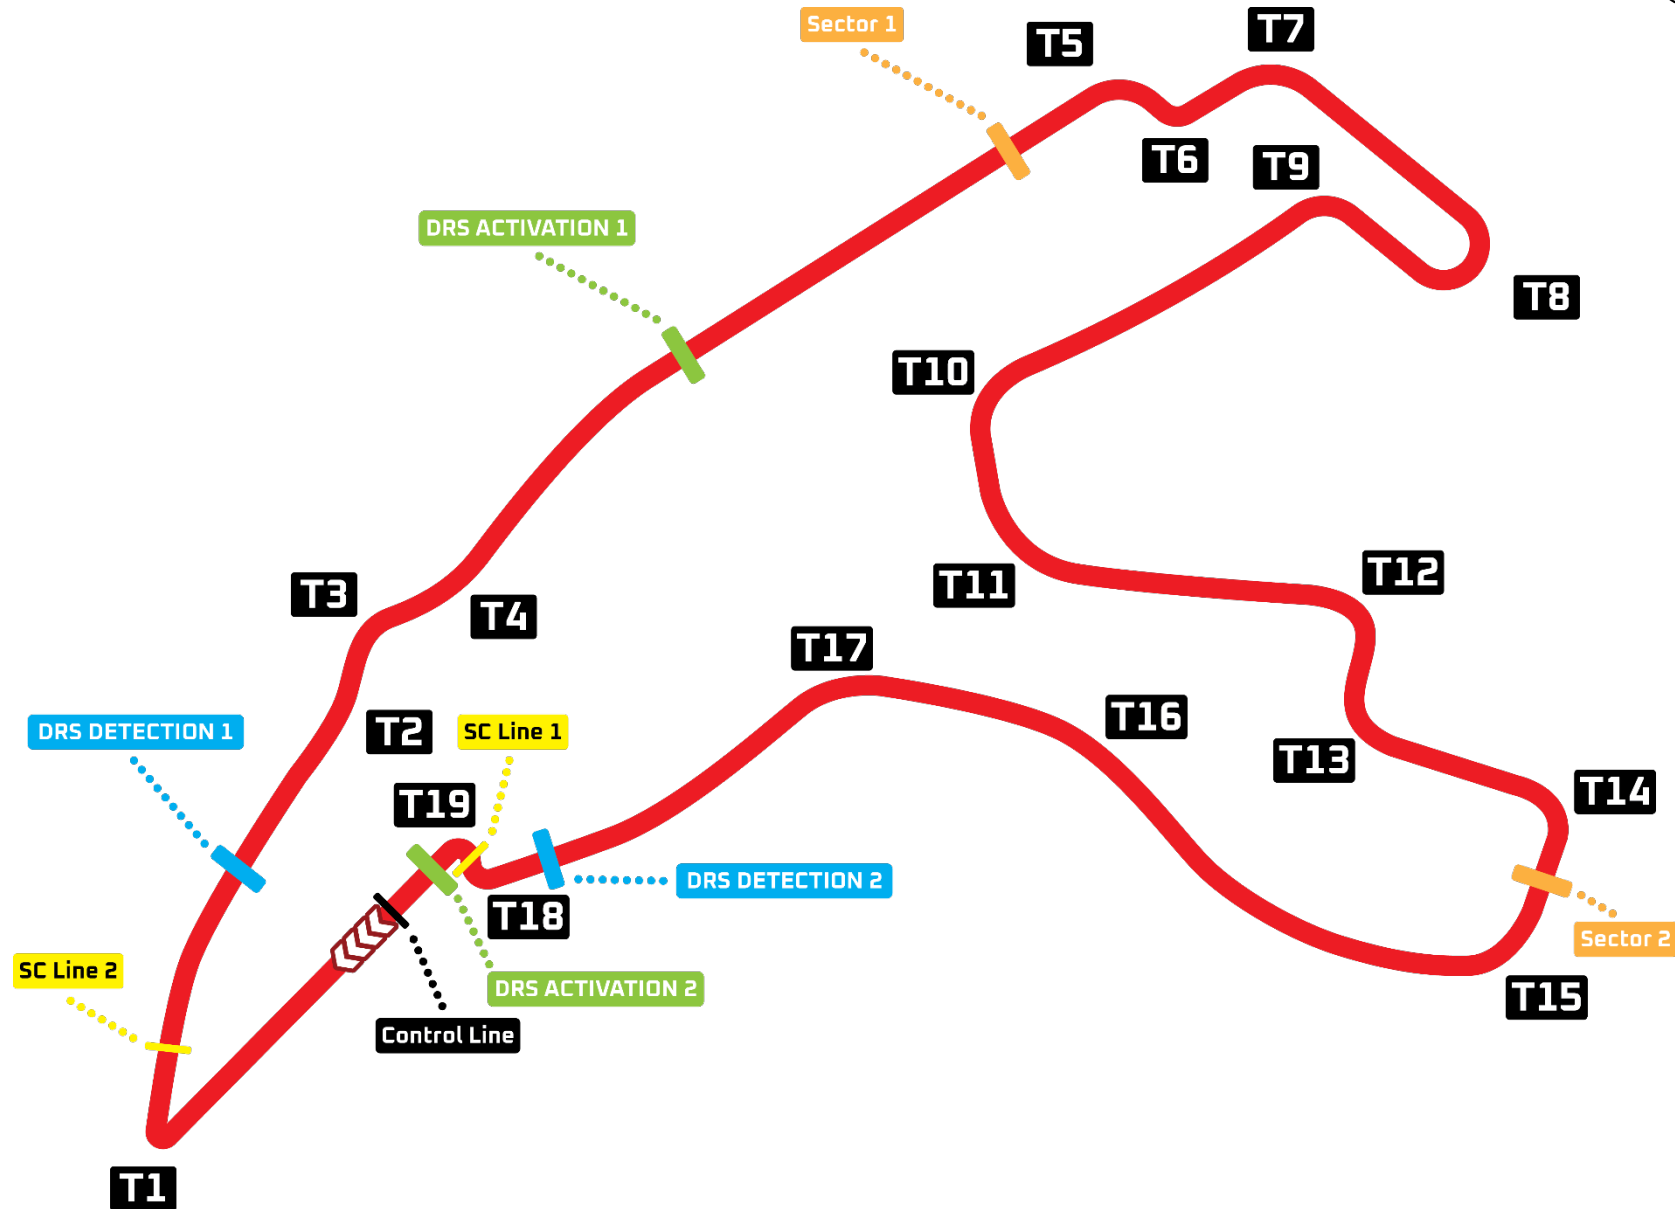 Sector 1
T5
T7
T6
T9
DRS ACTIVATION 1
T8
T10
T12
T11
T3
T4
T17
T16
T2
SC Line 1
DRS DETECTION 1
T13
T14
T19
DRS DETECTION 2
T18
Sector 2
SC Line 2
DRS ACTIVATION 2
T15
Control Line
T1